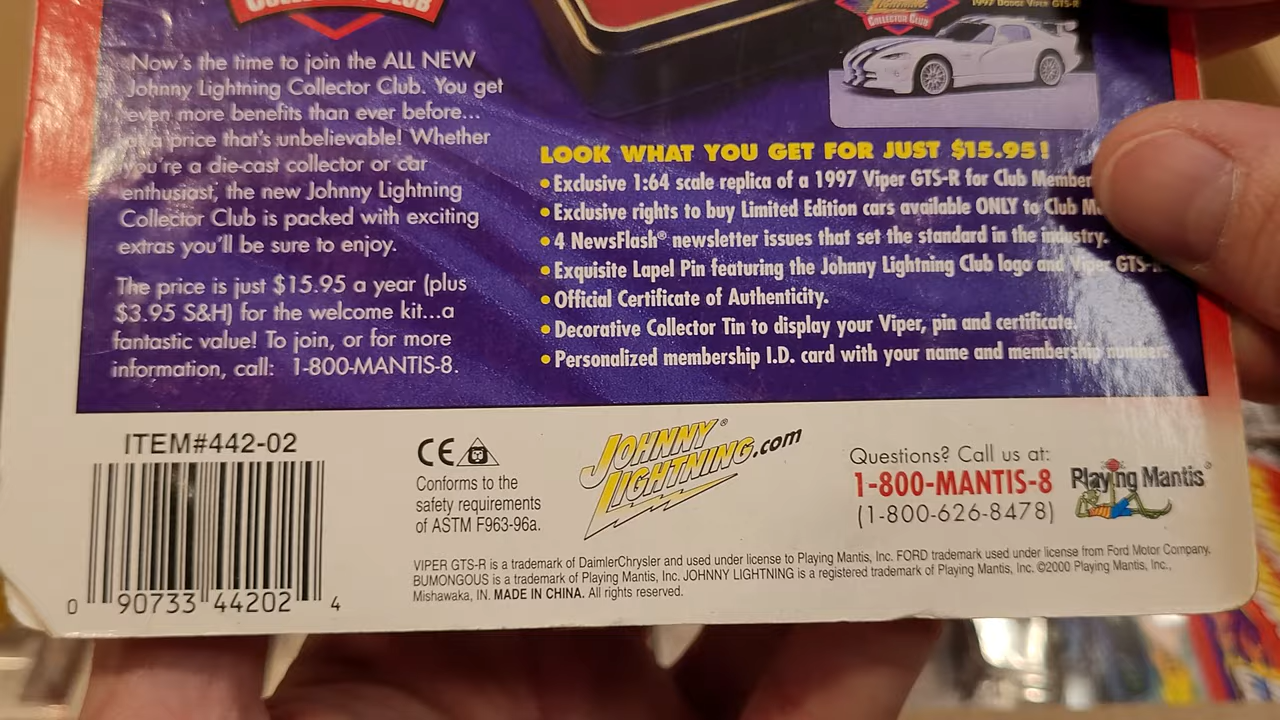 COLLECTOR CLUB
COLLECTOR CLUB
1997 Dodge Viper GTS-R
Now's the time to join the ALL NEW
Johnny Lightning Collector Club. You get
even more benefits than ever before...
at a price that's unbelievable! Whether
you're a die-cast collector or car
enthusiast, the new Johnny Lightning
Collector Club is packed with exciting
extras you'll be sure to enjoy.
The price is just $15.95 a year (plus
$3.95 S&H) for the welcome kit...a
fantastic value! To join, or for more
information, call: 1-800-MANTIS-8.
LOOK WHAT YOU GET FOR JUST $15.95!
•Exclusive 1:64 scale replica of a 1997 Viper GTS-R for Club Member
•Exclusive rights to buy Limited Edition cars available ONLY to Club M
•4 NewsFlash® newsletter issues that set the standard in the industry.
•Exquisite Lapel Pin featuring the Johnny Lightning Club logo and Viper GTS-R
•Official Certificate of Authenticity.
•Decorative Collector Tin to display your Viper, pin and certificate.
•Personalized membership I.D. card with your name and membership number.
ITEM#442-02
0 90733 44202 4
CE
Conforms to the
safety requirements
of ASTM F963-96a.
JOHNNY LIGHTNING®.com
Questions? Call us at:
1-800-MANTIS-8
(1-800-626-8478)
Playing Mantis®
VIPER GTS-R is a trademark of DaimlerChrysler and used under license to Playing Mantis, Inc. FORD trademark used under license from Ford Motor Company.
BUMONGOUS is a trademark of Playing Mantis, Inc. JOHNNY LIGHTNING is a registered trademark of Playing Mantis, Inc. ©2000 Playing Mantis, Inc.,
Mishawaka, IN. MADE IN CHINA. All rights reserved.